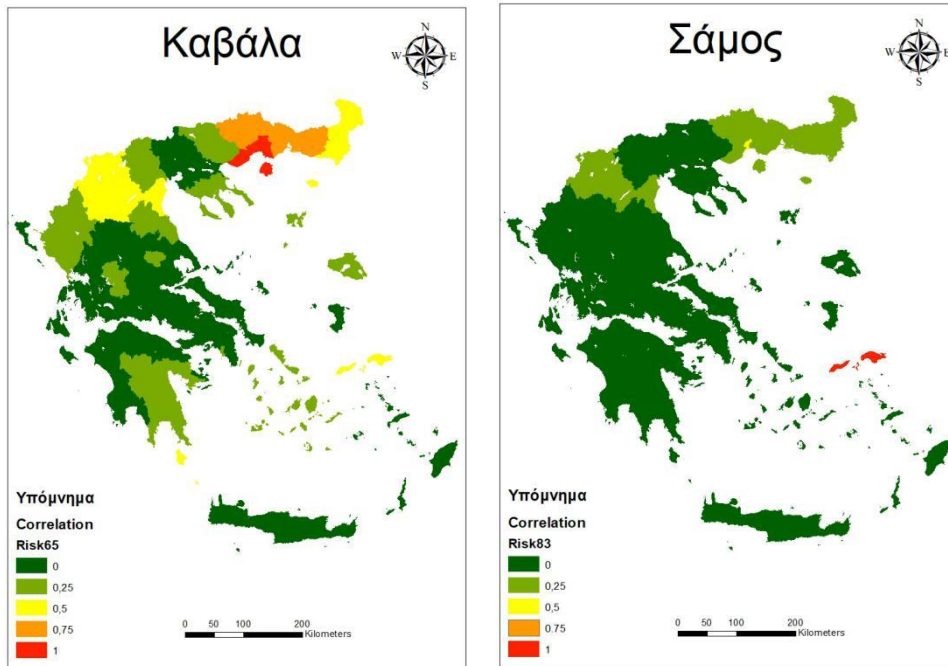 Καβάλα
N
W E
S
Υπόμνημα
Correlation
Risk65
0
0,25
0,5
0,75
1
0 50 100 200
Kilometers
Σάμος
N
W E
S
Υπόμνημα
Correlation
Risk83
0
0,25
0,5
0.75
1
0 50 100 200
Kilometers